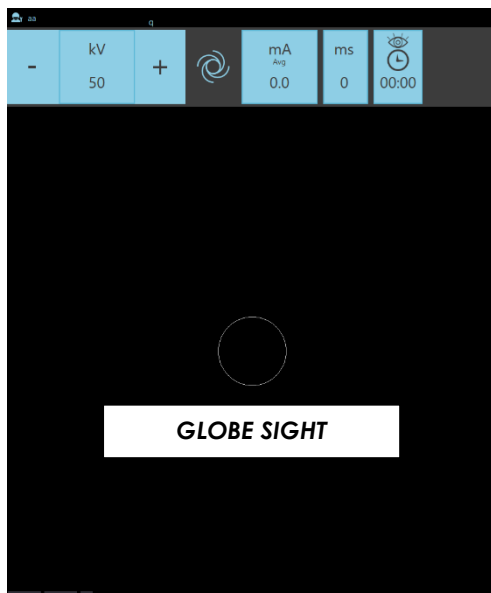 aa
q
- kV + mA ms
Avg
50 0.0 0 00:00
GLOBE SIGHT